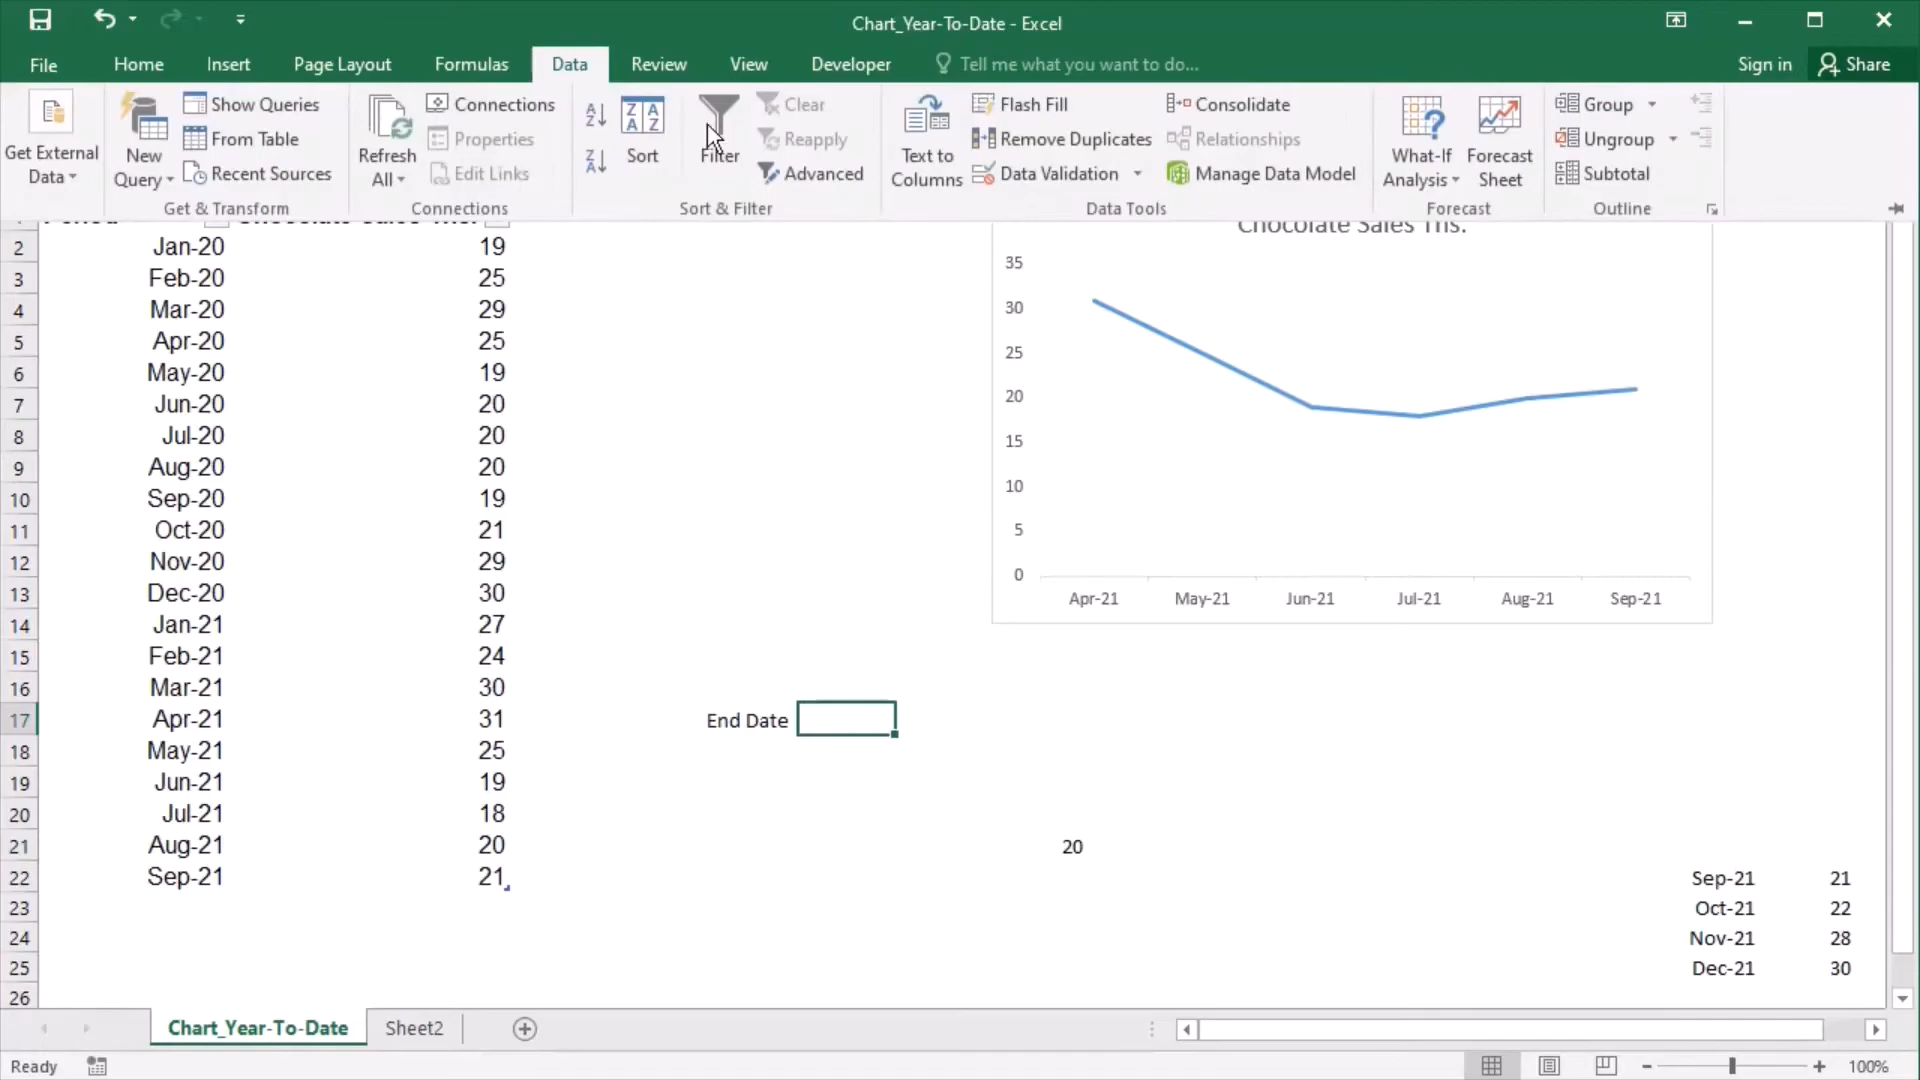 Chart_Year-To-Date - Excel
File Home Insert Page Layout Formulas Data Review View Developer Tell me what you want to do... Sign in Share
Get External Data
New Query
Show Queries
From Table
Recent Sources
Get & Transform
Refresh All
Connections
Properties
Edit Links
Connections
Sort
Filter
Clear
Reapply
Advanced
Sort & Filter
Text to Columns
Flash Fill
Remove Duplicates
Data Validation
Consolidate
Relationships
Manage Data Model
Data Tools
What-If Analysis
Forecast Sheet
Forecast
Group
Ungroup
Subtotal
Outline
Chocolate Sales Ths.
2 Jan-20 19
3 Feb-20 25
4 Mar-20 29
5 Apr-20 25
6 May-20 19
7 Jun-20 20
8 Jul-20 20
9 Aug-20 20
10 Sep-20 19
11 Oct-20 21
12 Nov-20 29
13 Dec-20 30
14 Jan-21 27
15 Feb-21 24
16 Mar-21 30
17 Apr-21 31 End Date
18 May-21 25
19 Jun-21 19
20 Jul-21 18
21 Aug-21 20 20
22 Sep-21 21 Sep-21 21
23 Oct-21 22
24 Nov-21 28
25 Dec-21 30
26
35
30
25
20
15
10
5
0
Apr-21 May-21 Jun-21 Jul-21 Aug-21 Sep-21
Chart_Year-To-Date Sheet2
Ready 100%